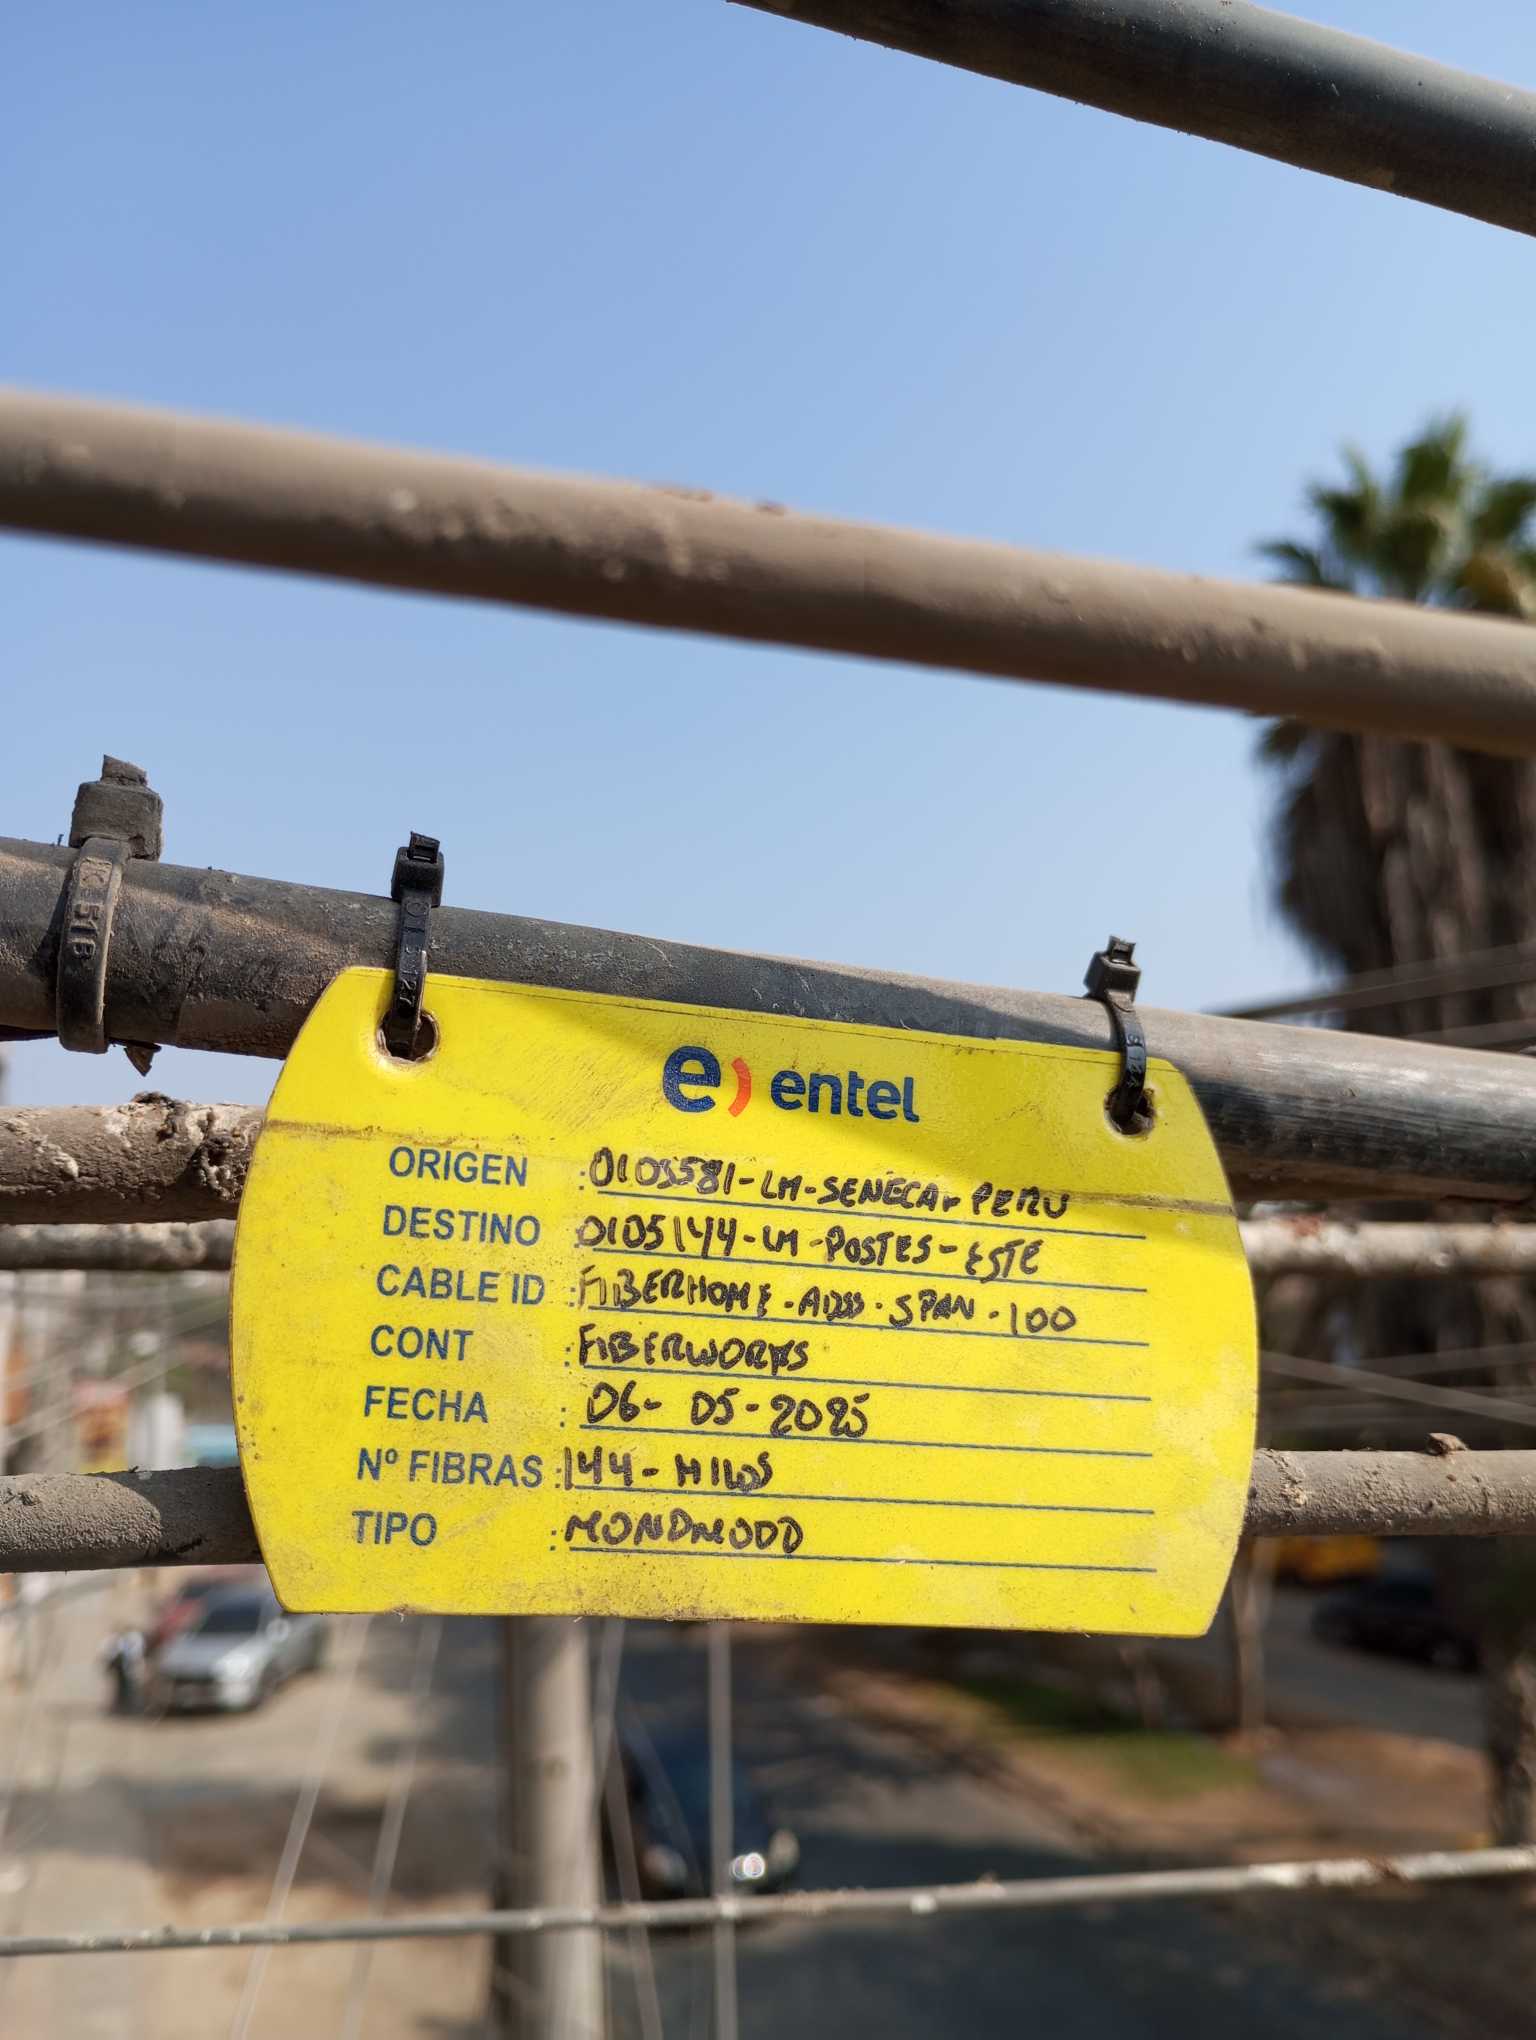 e) entel
ORIGEN : 0103581-LM-SENECA-PERU
DESTINO : 0105144-LM-POSTES-ESTE
CABLE ID : FIBERHOME-ADSS-SPAN-100
CONT : FIBERWORKS
FECHA : 06-05-2025
Nº FIBRAS : 144-HILOS
TIPO : MONOMODO